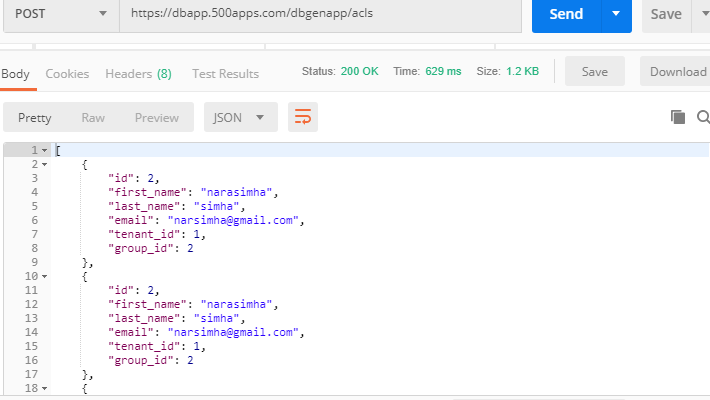 POST https://dbapp.500apps.com/dbgenapp/acls Send Save
Body Cookies Headers (8) Test Results Status: 200 OK Time: 629 ms Size: 1.2 KB Save Download
Pretty Raw Preview JSON
1 [
2 {
3 "id": 2,
4 "first_name": "narasimha",
5 "last_name": "simha",
6 "email": "narsimha@gmail.com",
7 "tenant_id": 1,
8 "group_id": 2
9 },
10 {
11 "id": 2,
12 "first_name": "narasimha",
13 "last_name": "simha",
14 "email": "narsimha@gmail.com",
15 "tenant_id": 1,
16 "group_id": 2
17 },
18 {